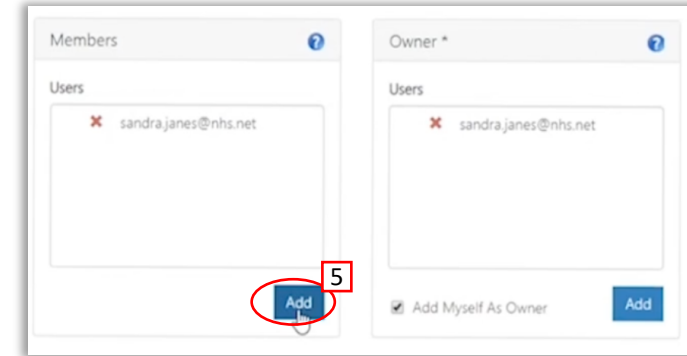 Members ?
Users
sandra.janes@nhs.net
5
Add
Owner * ?
Users
sandra.janes@nhs.net
Add Myself As Owner
Add